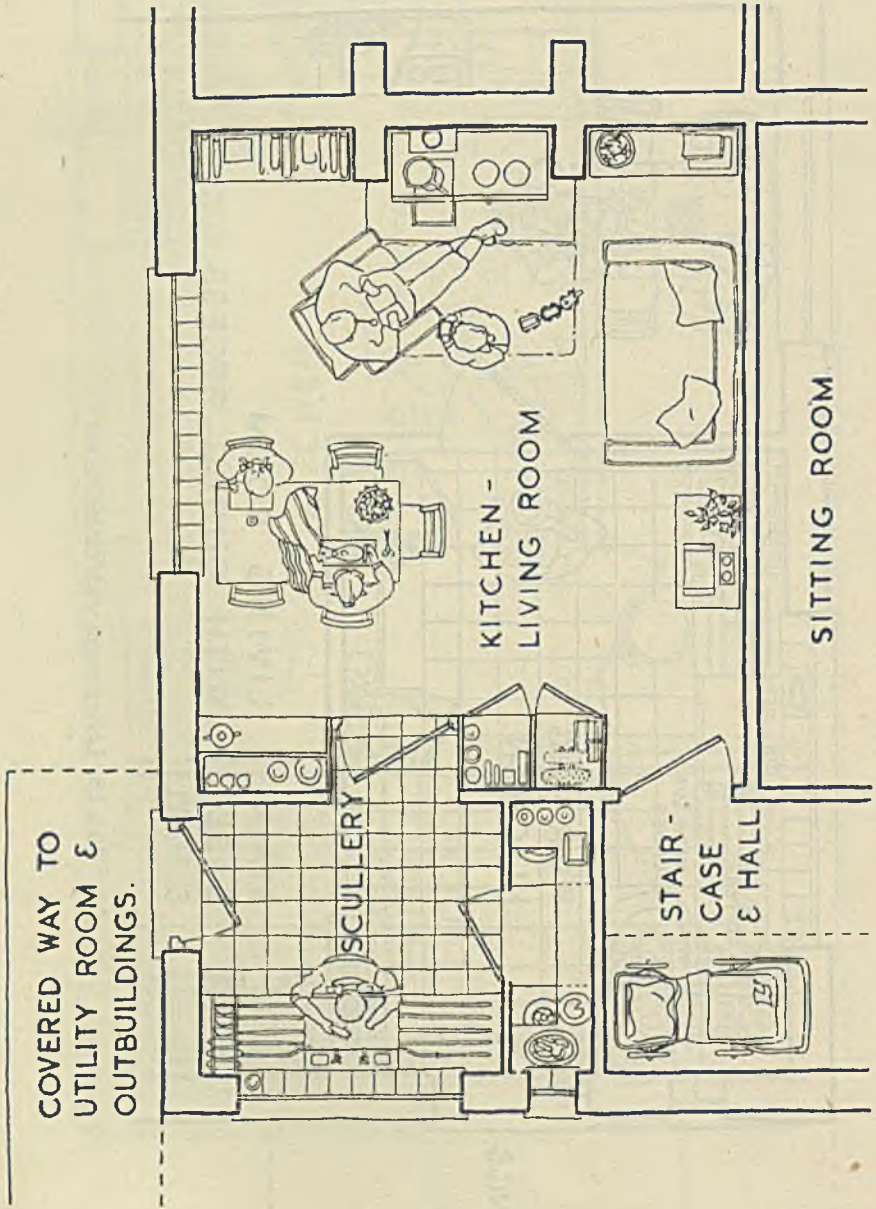 COVERED WAY TO
UTILITY ROOM &
OUTBUILDINGS.
SCULLERY
KITCHEN -
LIVING ROOM
STAIR -
CASE
& HALL
SITTING ROOM